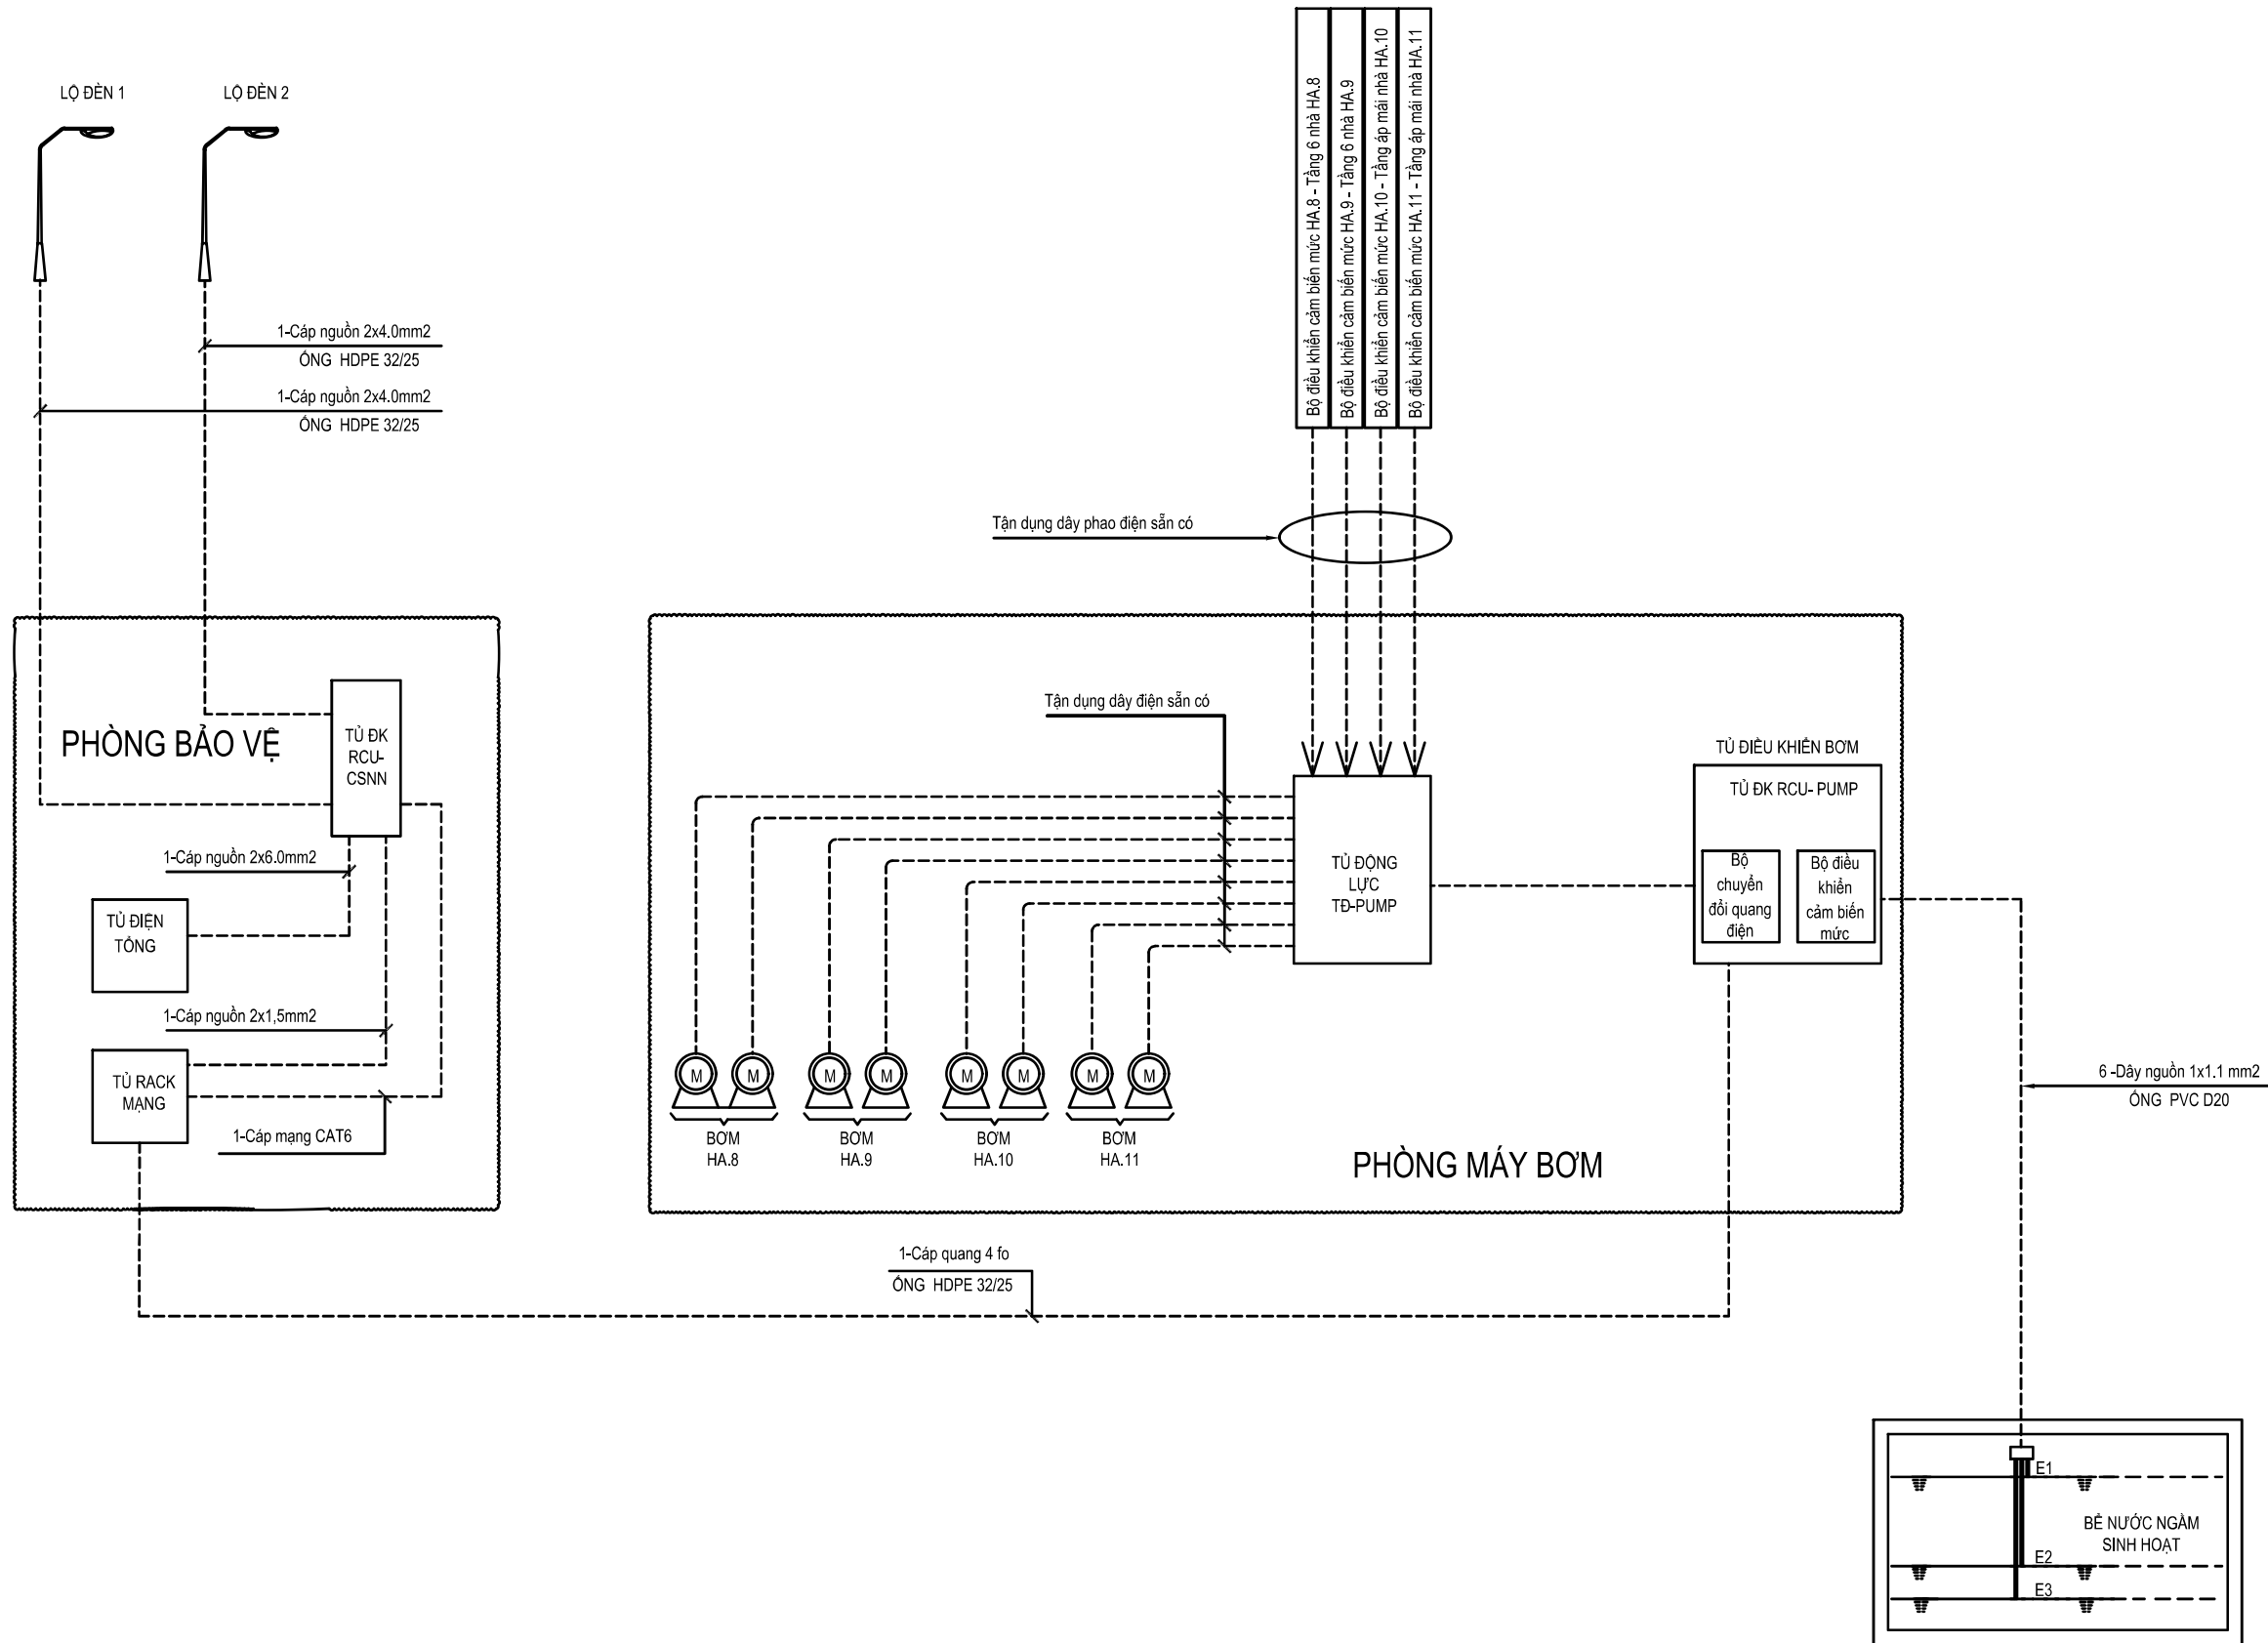 LỘ ĐÈN 1
LỘ ĐÈN 2
1-Cáp nguồn 2x4.0mm2
ỐNG HDPE 32/25
1-Cáp nguồn 2x4.0mm2
ỐNG HDPE 32/25
Bộ điều khiển cảm biến mức HA.8 - Tầng 6 nhà HA.8
Bộ điều khiển cảm biến mức HA.9 - Tầng 6 nhà HA.9
Bộ điều khiển cảm biến mức HA.10 - Tầng áp mái nhà HA.10
Bộ điều khiển cảm biến mức HA.11 - Tầng áp mái nhà HA.11
Tận dụng dây phao điện sẵn có
PHÒNG BẢO VỆ
TỦ ĐK
RCU-
CSNN
1-Cáp nguồn 2x6.0mm2
TỦ ĐIỆN
TỔNG
1-Cáp nguồn 2x1,5mm2
TỦ RACK
MẠNG
1-Cáp mạng CAT6
Tận dụng dây điện sẵn có
TỦ ĐỘNG
LỰC
TĐ-PUMP
TỦ ĐIỀU KHIỂN BƠM
TỦ ĐK RCU- PUMP
Bộ
chuyển
đổi quang
điện
Bộ điều
khiển
cảm biến
mức
M
M
M
M
M
M
M
M
BƠM
HA.8
BƠM
HA.9
BƠM
HA.10
BƠM
HA.11
PHÒNG MÁY BƠM
6 -Dây nguồn 1x1.1 mm2
ỐNG PVC D20
1-Cáp quang 4 fo
ỐNG HDPE 32/25
E1
BỂ NƯỚC NGẦM
SINH HOẠT
E2
E3